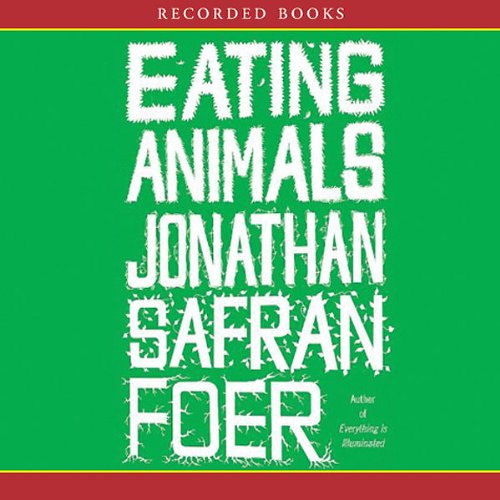 RECORDED BOOKS
EATING
ANIMALS
JONATHAN
SAFRAN
FOER
Author
of
Everything is
Illuminated